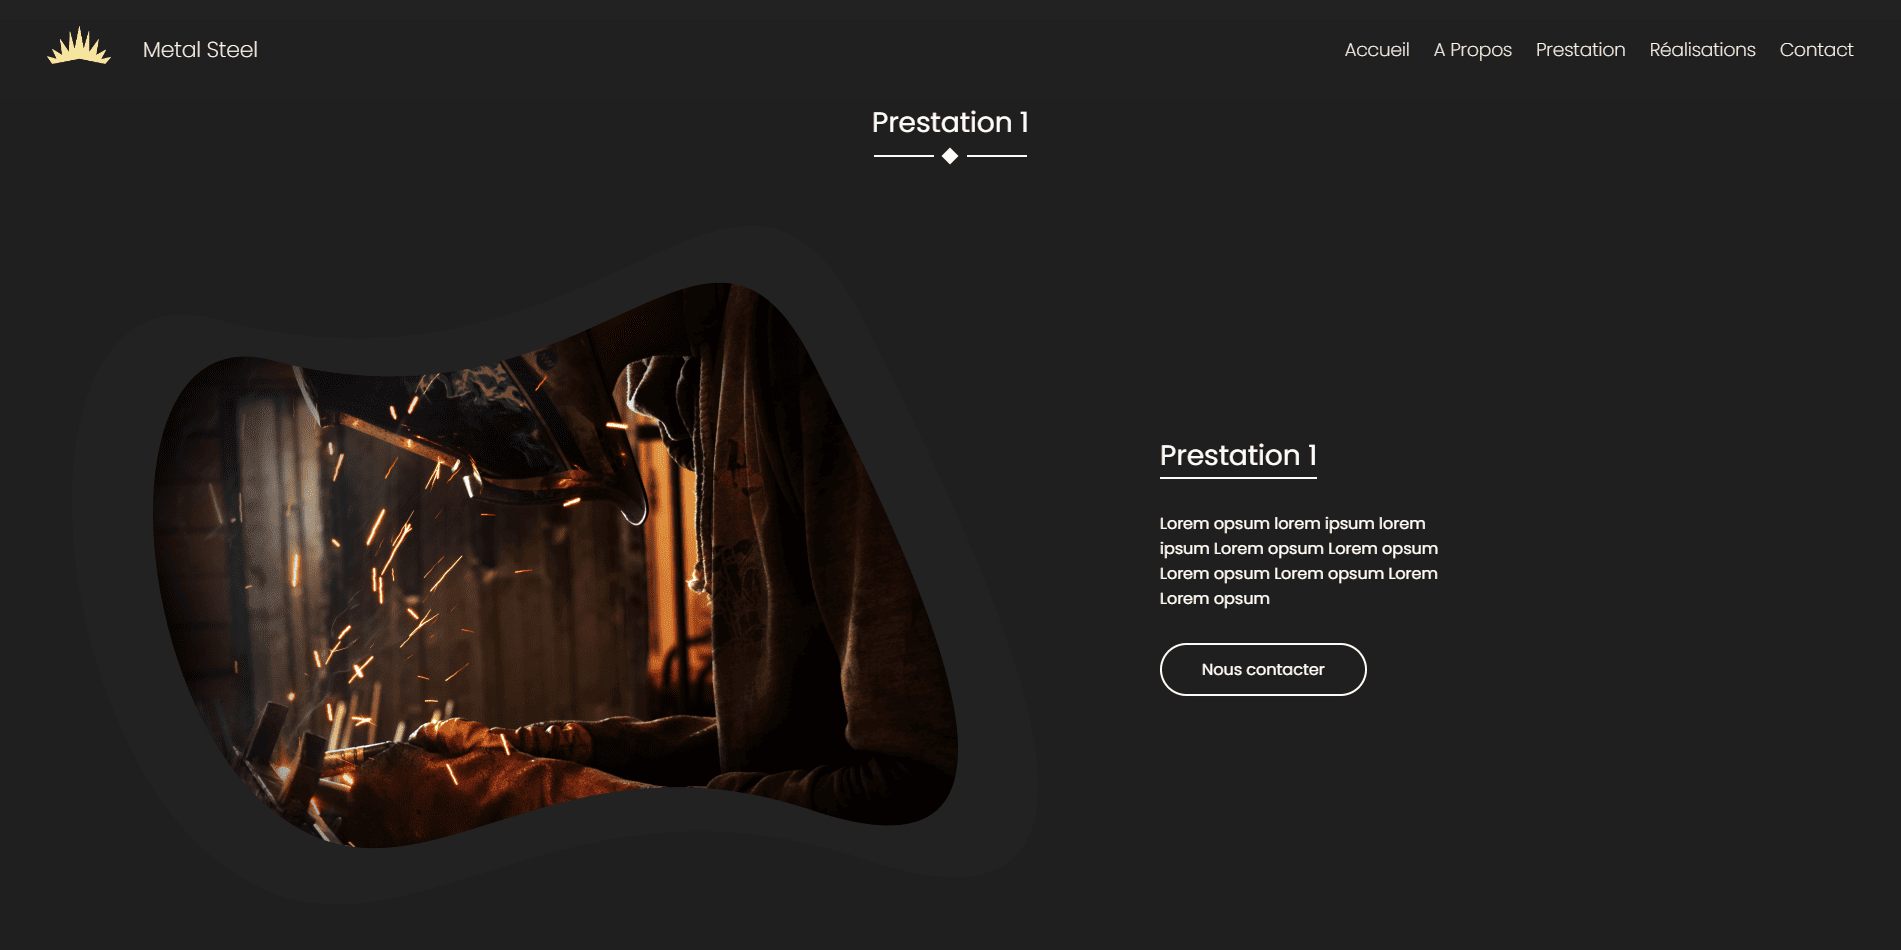 Metal Steel
Accueil A Propos Prestation Réalisations Contact
Prestation 1
Prestation 1
Lorem opsum lorem ipsum lorem
ipsum Lorem opsum Lorem opsum
Lorem opsum Lorem opsum Lorem
Lorem opsum
Nous contacter